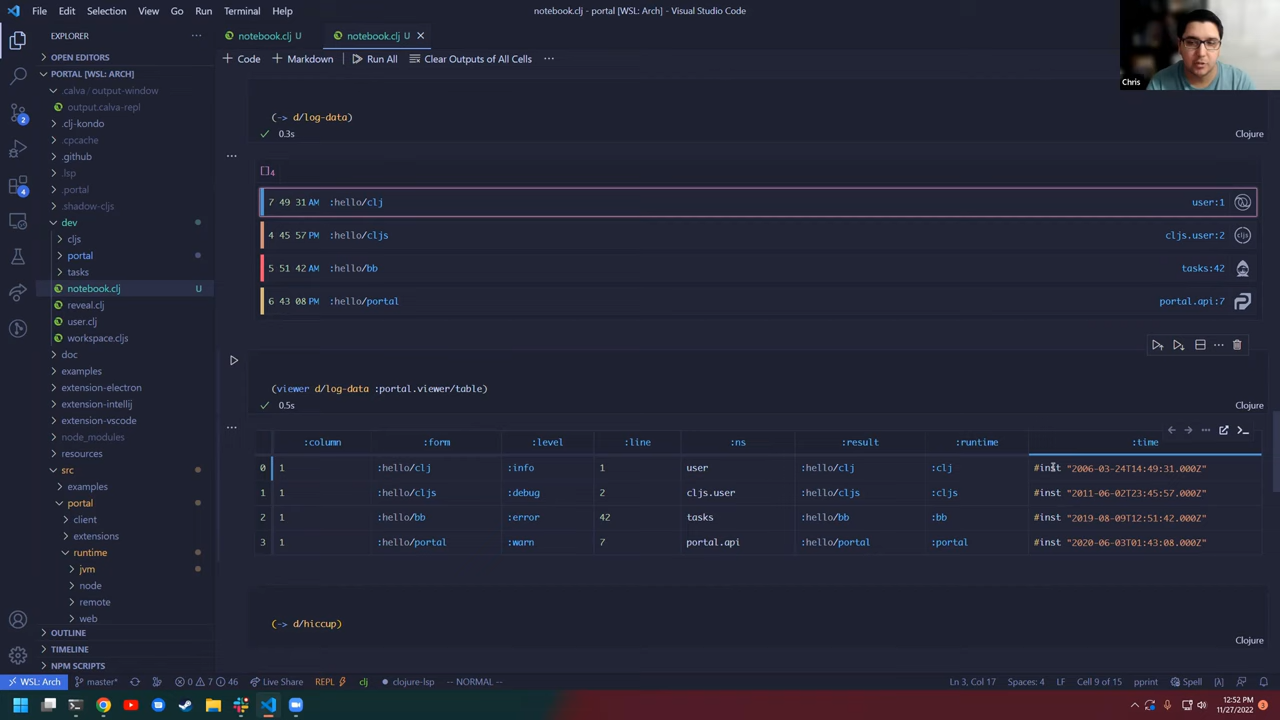 File Edit Selection View Go Run Terminal Help
notebook.clj - portal [WSL: Arch] - Visual Studio Code
Chris
EXPLORER
OPEN EDITORS
PORTAL [WSL: ARCH]
.calva / output-window
output.calva-repl
.clj-kondo
.cpcache
.github
.lsp
.portal
.shadow-cljs
dev
cljs
portal
tasks
notebook.clj U
reveal.clj
user.clj
workspace.cljs
doc
examples
extension-electron
extension-intellij
extension-vscode
node_modules
resources
src
examples
portal
client
extensions
runtime
jvm
node
remote
web
OUTLINE
TIMELINE
NPM SCRIPTS
2
4
notebook.clj U
notebook.clj U
Code Markdown Run All Clear Outputs of All Cells
(-> d/log-data)
0.3s
Clojure
4
7 49 31 AM :hello/clj user:1
4 45 57 PM :hello/cljs cljs.user:2 cljs
5 51 42 AM :hello/bb tasks:42
6 43 08 PM :hello/portal portal.api:7
(viewer d/log-data :portal.viewer/table)
0.5s
Clojure
:column :form :level :line :ns :result :runtime :time
0 1 :hello/clj :info 1 user :hello/clj :clj #inst "2006-03-24T14:49:31.000Z"
1 1 :hello/cljs :debug 2 cljs.user :hello/cljs :cljs #inst "2011-06-02T23:45:57.000Z"
2 1 :hello/bb :error 42 tasks :hello/bb :bb #inst "2019-08-09T12:51:42.000Z"
3 1 :hello/portal :warn 7 portal.api :hello/portal :portal #inst "2020-06-03T01:43:08.000Z"
(-> d/hiccup)
Clojure
WSL: Arch master* 0 7 46 Live Share REPL clj clojure-lsp -- NORMAL --
Ln 3, Col 17 Spaces: 4 LF Cell 9 of 15 pprint Spell
12:52 PM
11/27/2022